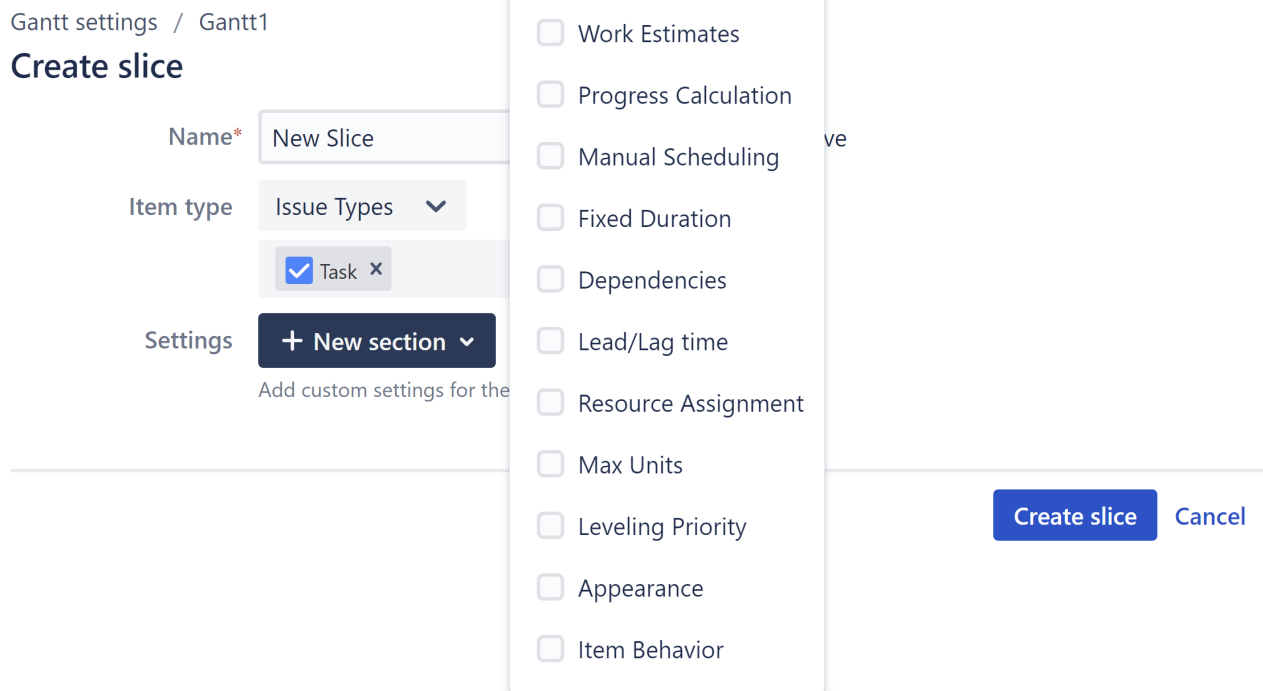 Gantt settings / Gantt1
Create slice
Name*
New Slice
Item type
Issue Types
Task
Settings
+ New section
Add custom settings for the
Work Estimates
Progress Calculation
Manual Scheduling
Fixed Duration
Dependencies
Lead/Lag time
Resource Assignment
Max Units
Leveling Priority
Appearance
Item Behavior
Create slice
Cancel